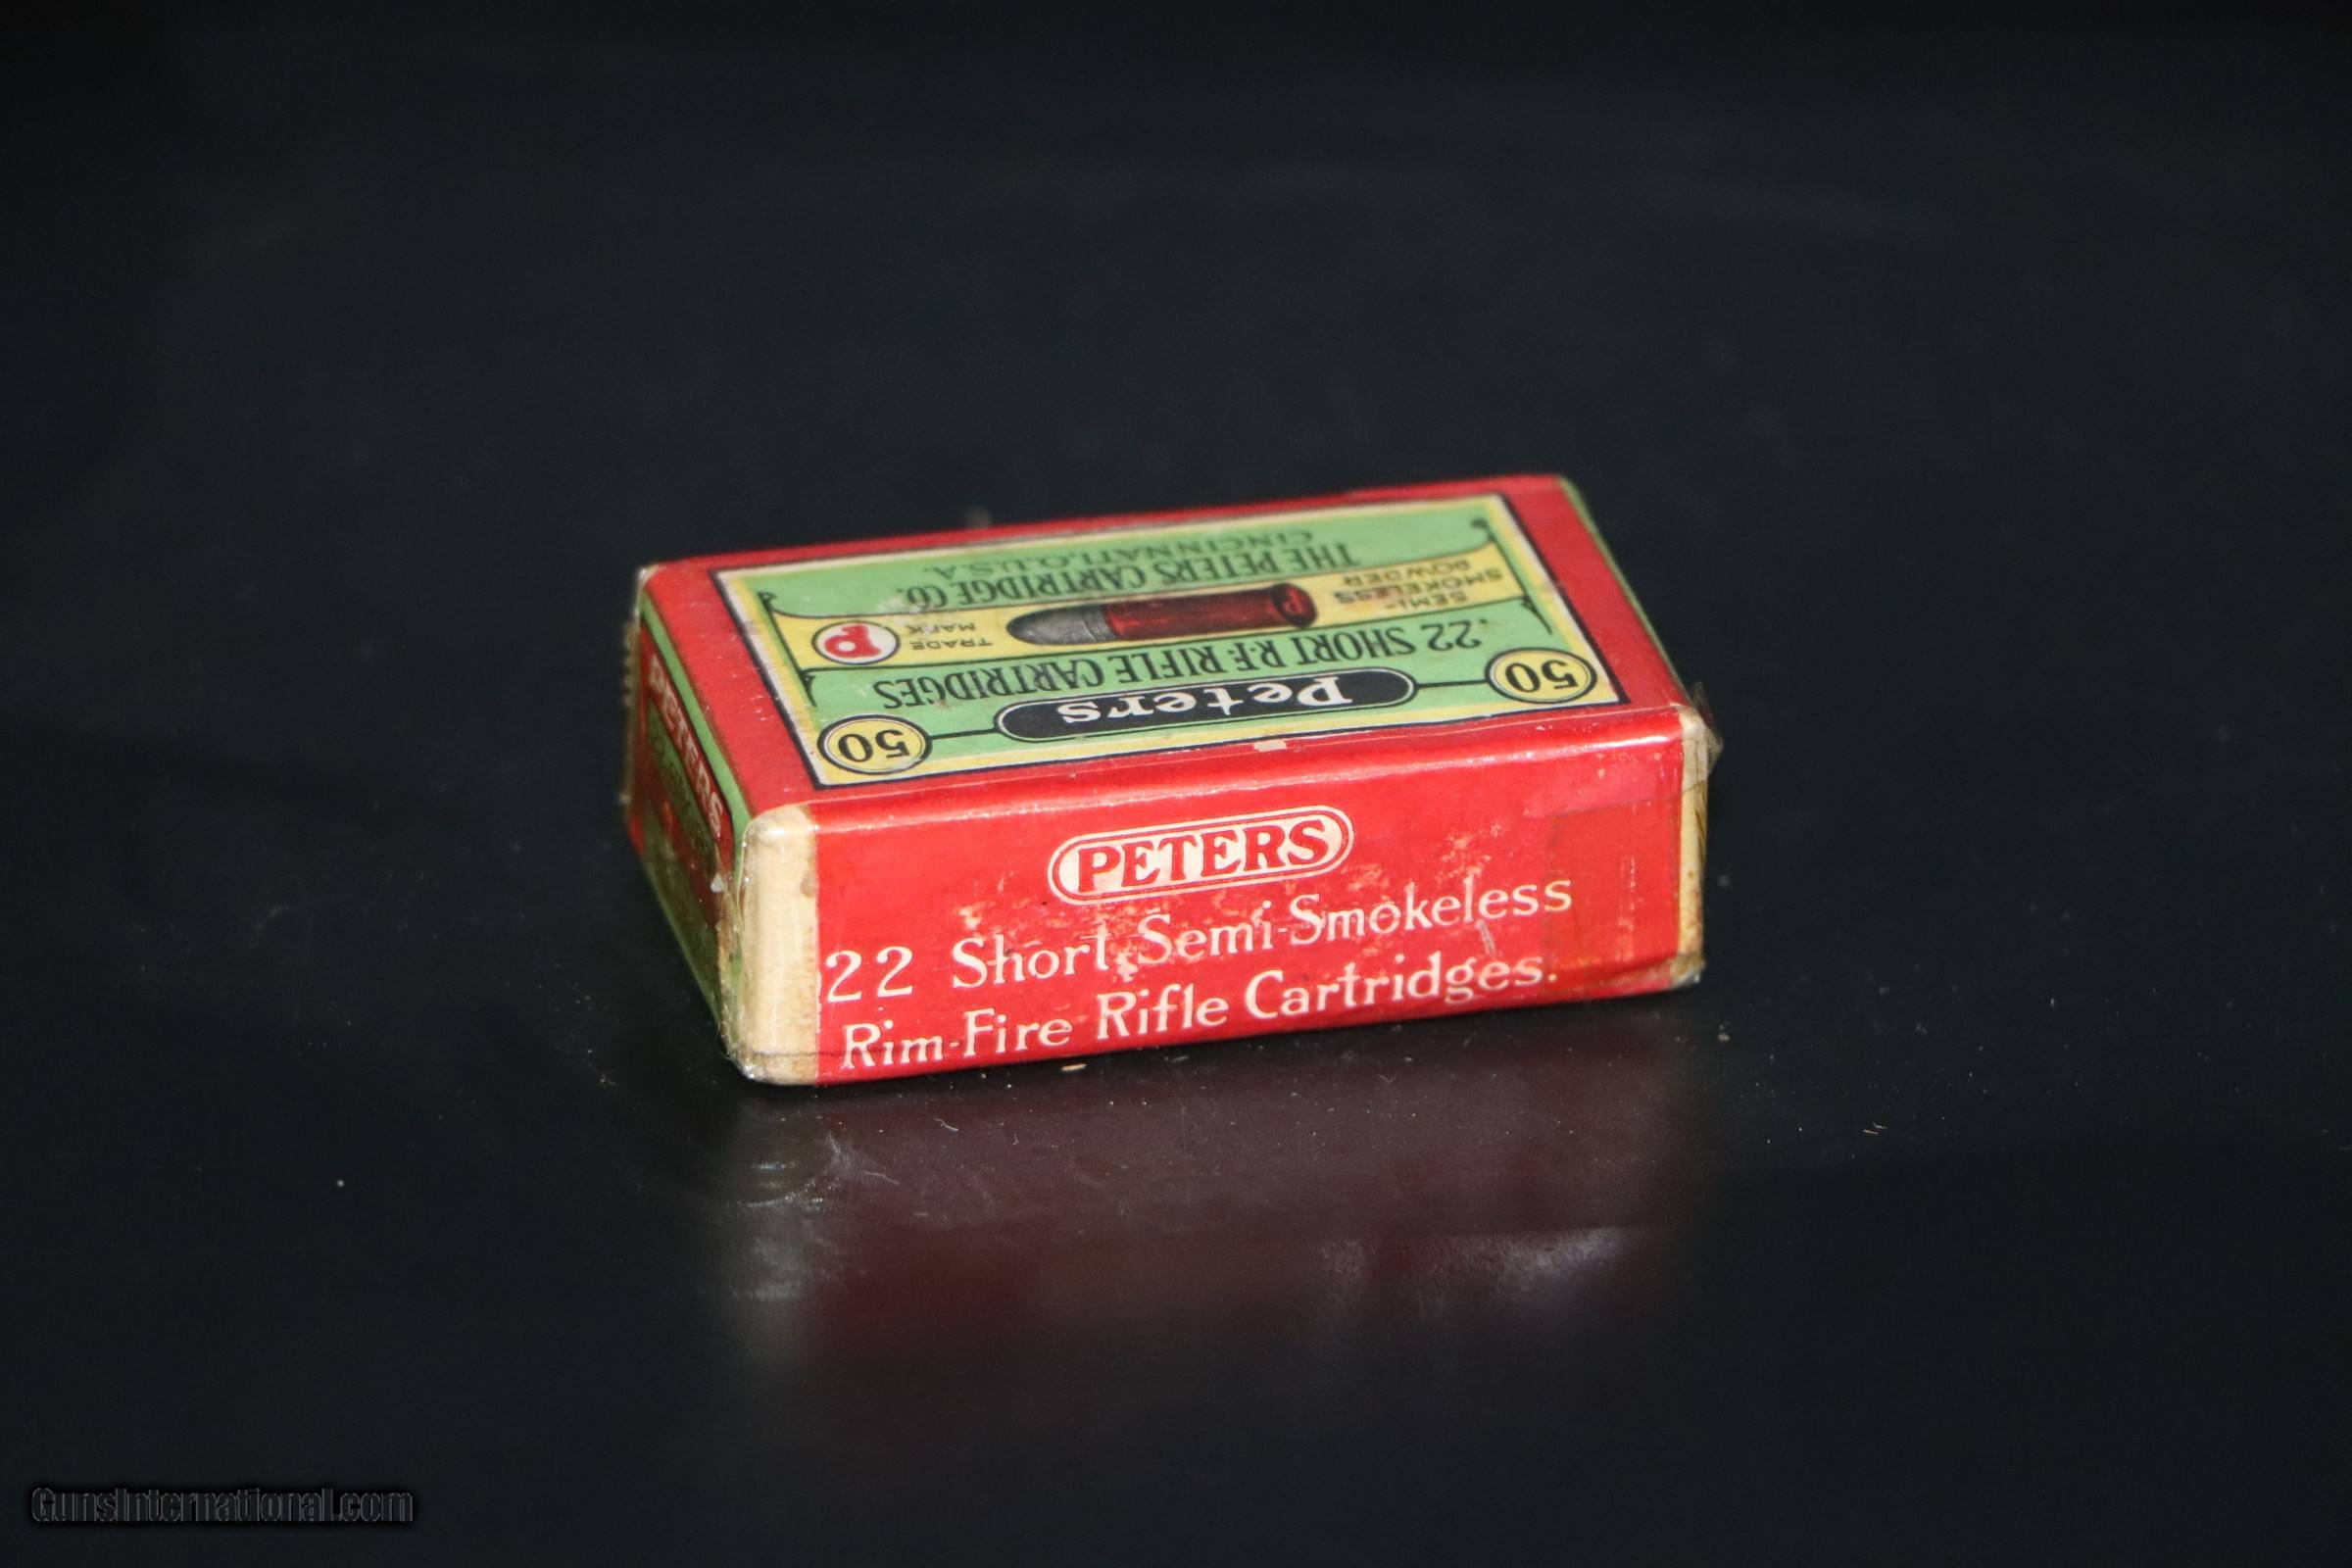 50
Peters
50
.22 SHORT R.F. RIFLE CARTRIDGES
SEMI-
SMOKELESS
POWDER
P
TRADE
MARK
P
THE PETERS CARTRIDGE CO.
CINCINNATI, O. U.S.A.
PETERS
PETERS
22 Short Semi-Smokeless
Rim-Fire Rifle Cartridges.
GunsInternational.com